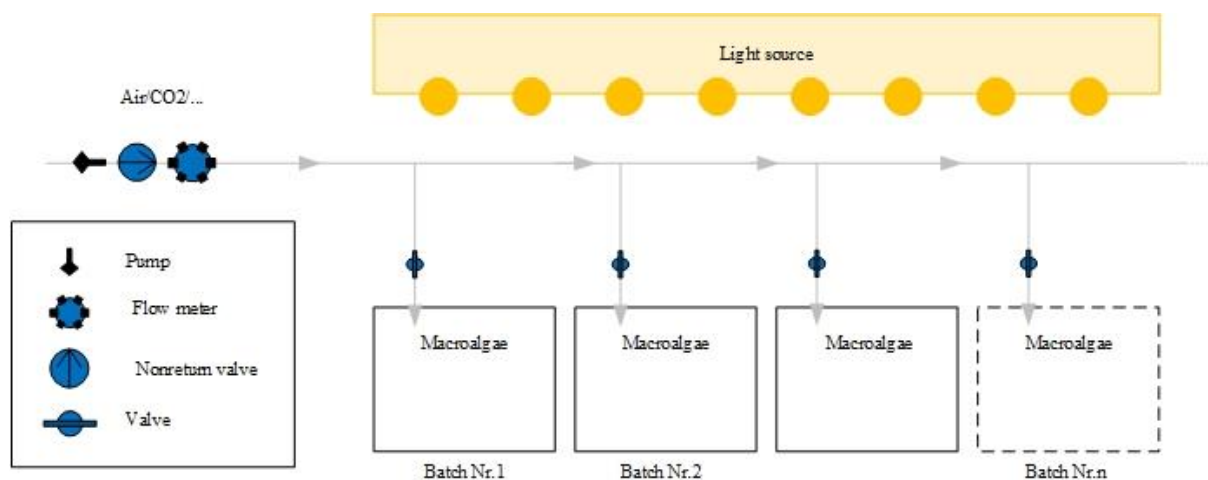 Light source
Air/CO2/...
Pump
Flow meter
Nonreturn valve
Valve
Macroalgae
Macroalgae
Macroalgae
Macroalgae
Batch Nr.1
Batch Nr.2
Batch Nr.n